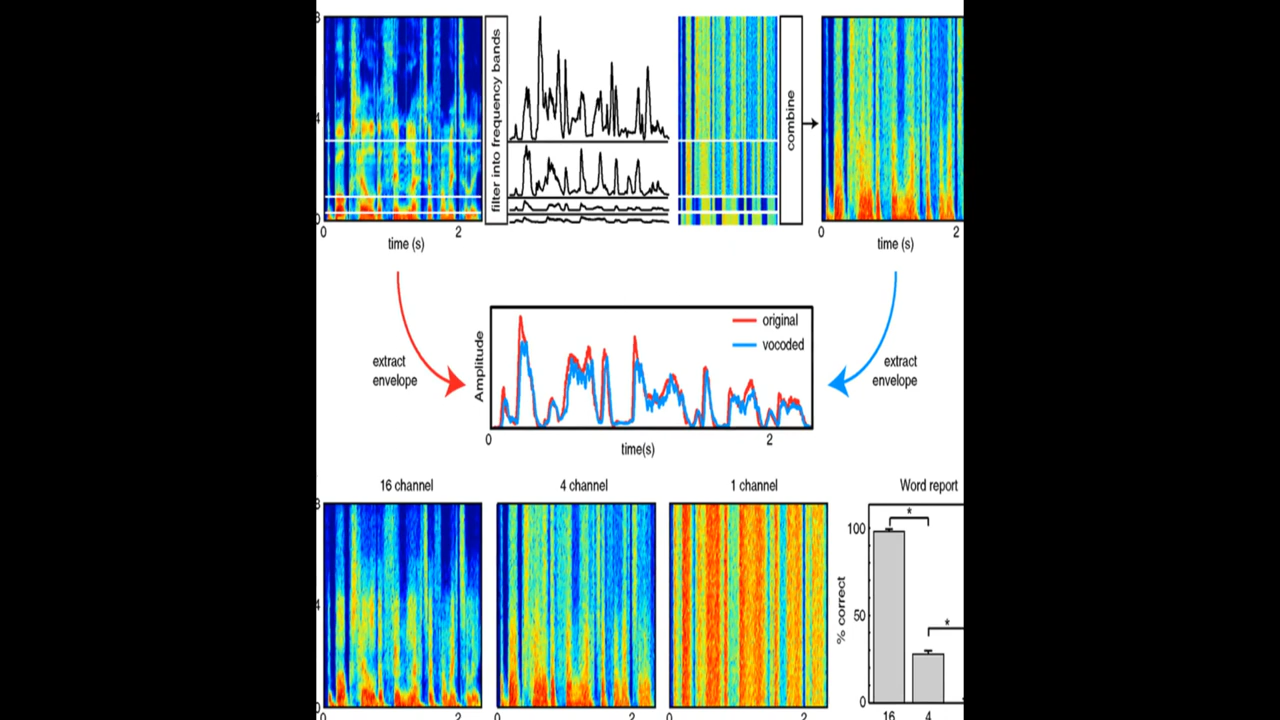 8
4
0
0
2
time (s)
filter into frequency bands
combine
0
2
time (s)
extract
envelope
Amplitude
original
vocoded
0
2
time(s)
extract
envelope
16 channel
4 channel
1 channel
Word report
8
4
0
2
0
2
0
2
% correct
100
50
0
*
*
16
4